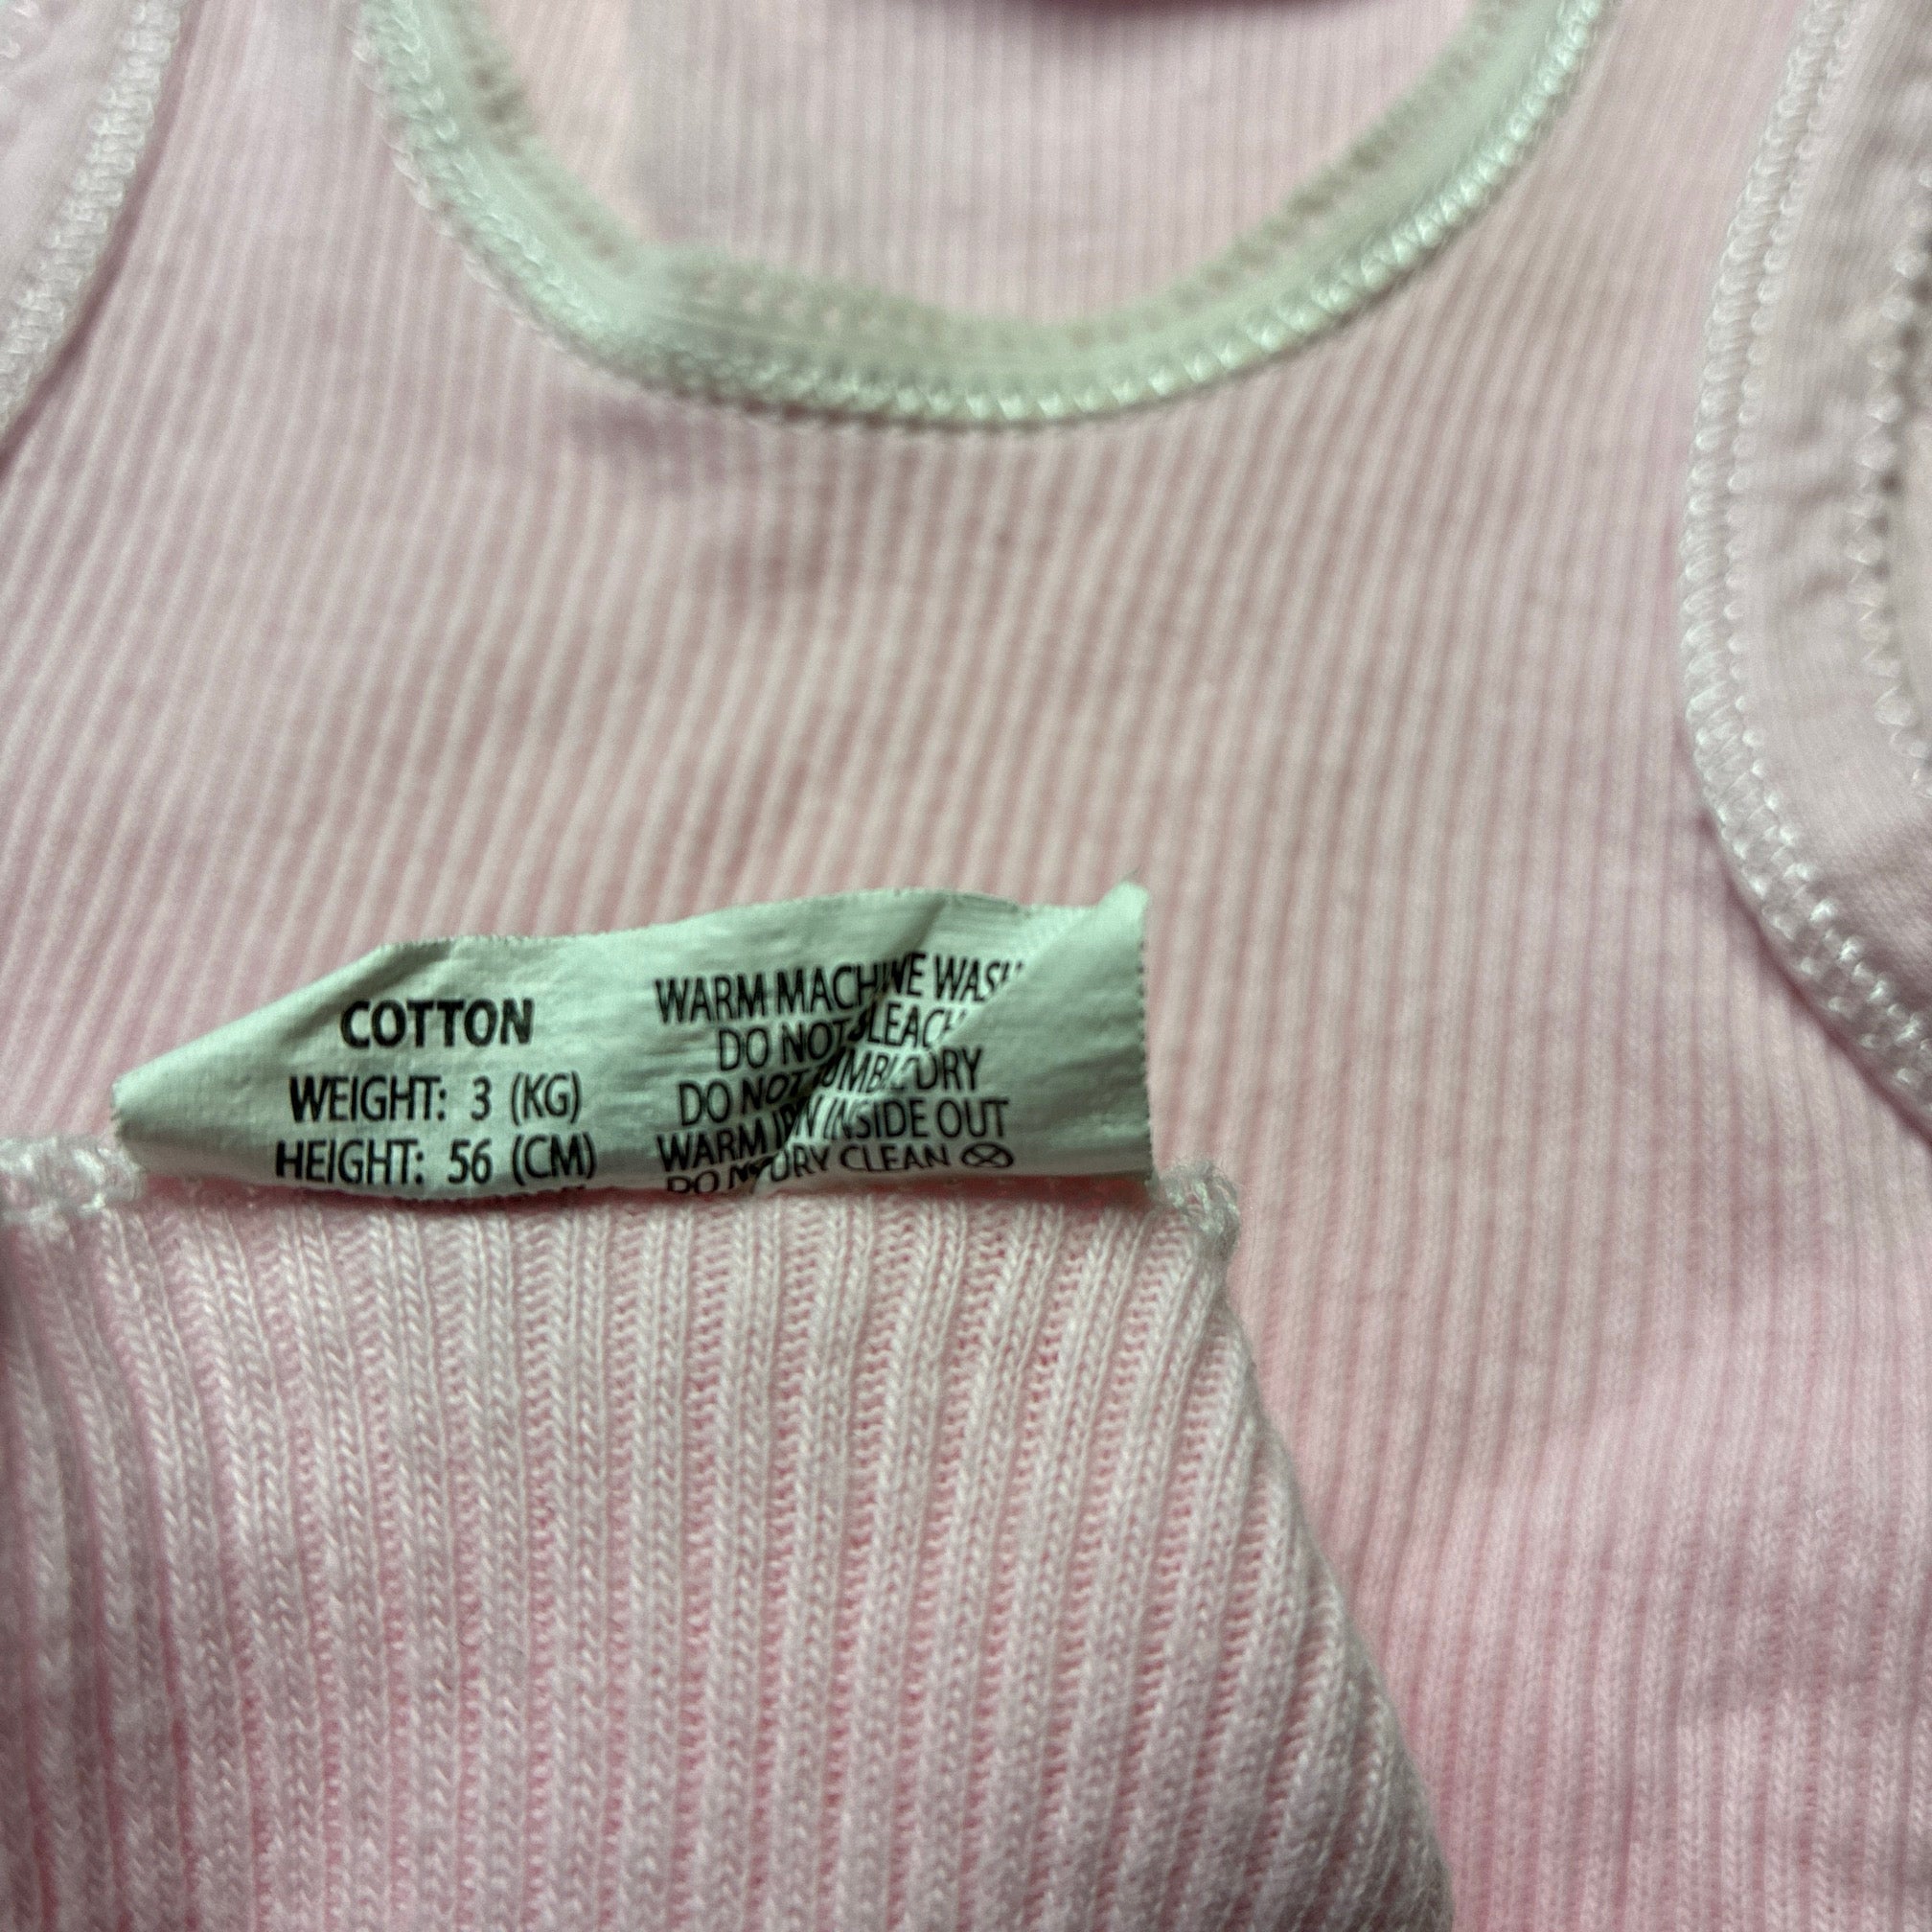 COTTON
WEIGHT: 3 (KG)
HEIGHT: 56 (CM)
WARM MACHINE WASH
DO NOT BLEACH
DO NOT TUMBLE DRY
WARM IRON INSIDE OUT
DO NOT DRY CLEAN